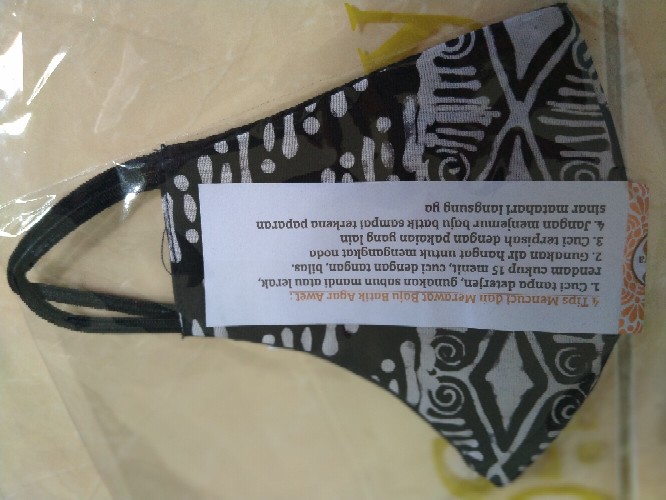 4 Tips Mencuci dan Merawat Baju Batik Agar Awet :
1. Cuci tanpa deterjen, gunakan sabun mandi atau lerak,
rendam cukup 15 menit, cuci dengan tangan, bilas.
2. Gunakan air hangat untuk mengangkat noda
3. Cuci terpisah dengan pakaian yang lain
4. Jangan menjemur baju batik sampai terkena paparan
sinar matahari langsung ya